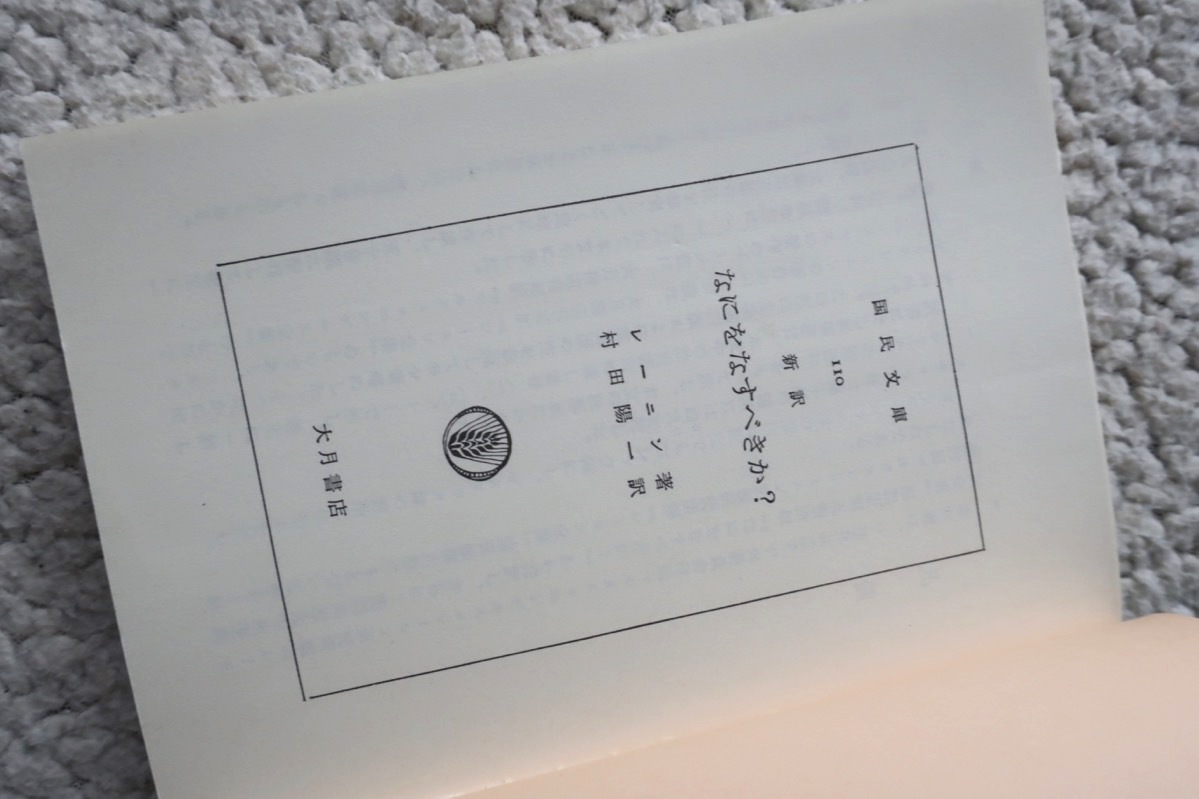 国民文庫
110
新訳
なにをなすべきか?
レーニン著
村田陽一訳
大月書店